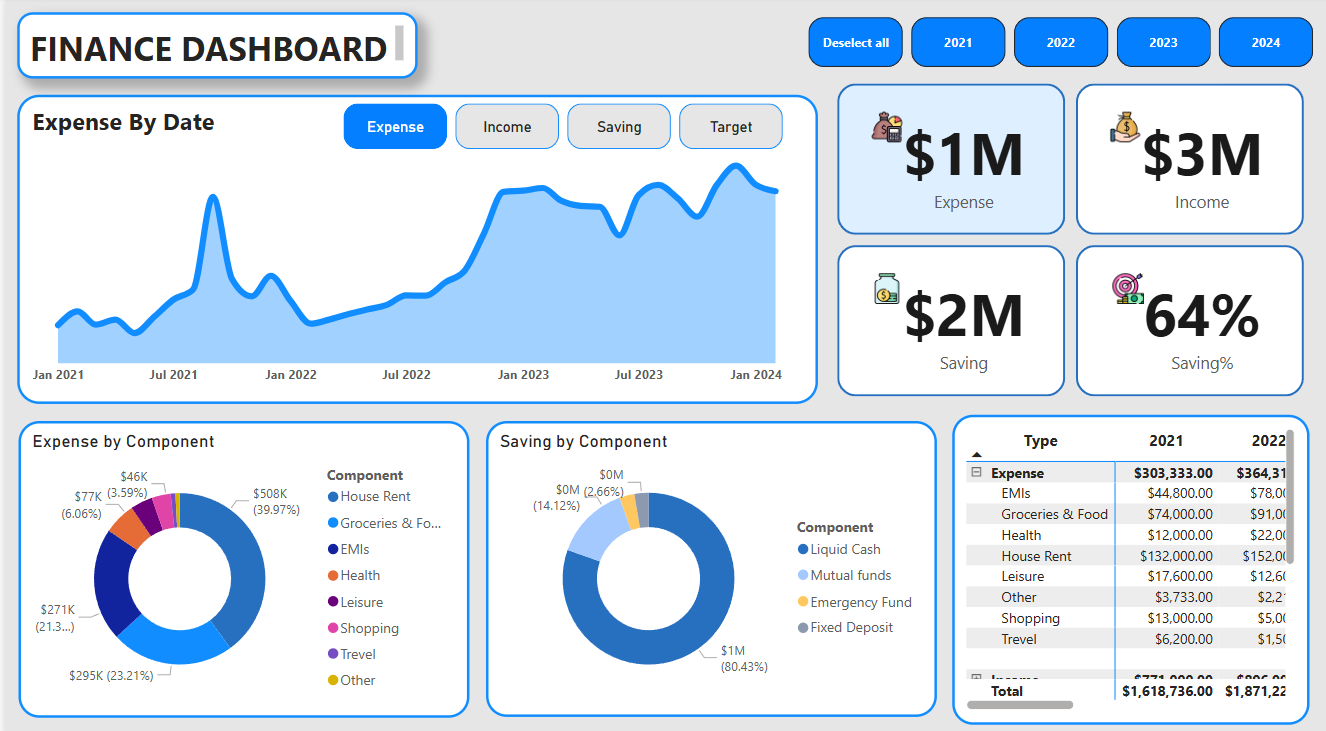 FINANCE DASHBOARD
Deselect all
2021
2022
2023
2024
Expense By Date
Expense
Income
Saving
Target
Jan 2021
Jul 2021
Jan 2022
Jul 2022
Jan 2023
Jul 2023
Jan 2024
$1M
Expense
$3M
Income
$2M
Saving
64%
Saving%
Expense by Component
$46K
(3.59%)
$77K
(6.06%)
$508K
(39.97%)
$271K
(21.3...)
$295K (23.21%)
Component
House Rent
Groceries & Fo...
EMIs
Health
Leisure
Shopping
Trevel
Other
Saving by Component
$0M
(2.66%)
$0M
(14.12%)
$1M
(80.43%)
Component
Liquid Cash
Mutual funds
Emergency Fund
Fixed Deposit
Type 2021 2022
Expense $303,333.00 $364,31
EMIs $44,800.00 $78,00
Groceries & Food $74,000.00 $91,00
Health $12,000.00 $22,00
House Rent $132,000.00 $152,00
Leisure $17,600.00 $12,60
Other $3,733.00 $2,21
Shopping $13,000.00 $5,00
Trevel $6,200.00 $1,50
Total $1,618,736.00 $1,871,22